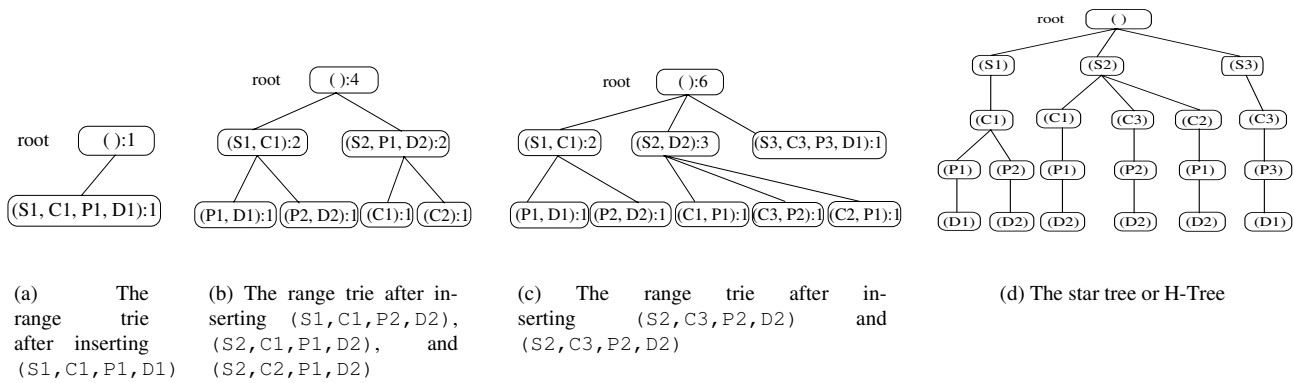 root ( ):1
(S1, C1, P1, D1):1
root ( ):4
(S1, C1):2 (S2, P1, D2):2
(P1, D1):1 (P2, D2):1 (C1):1 (C2):1
root ( ):6
(S1, C1):2 (S2, D2):3 (S3, C3, P3, D1):1
(P1, D1):1 (P2, D2):1 (C1, P1):1 (C3, P2):1 (C2, P1):1
root ( )
(S1) (S2) (S3)
(C1) (C1) (C3) (C2) (C3)
(P1) (P2) (P1) (P2) (P1) (P3)
(D1) (D2) (D2) (D2) (D2) (D1)
(a) The
range trie
after inserting
(S1,C1,P1,D1)
(b) The range trie after in-
serting (S1,C1,P2,D2),
(S2,C1,P1,D2), and
(S2,C2,P1,D2)
(c) The range trie after in-
serting (S2,C3,P2,D2) and
(S2,C3,P2,D2)
(d) The star tree or H-Tree